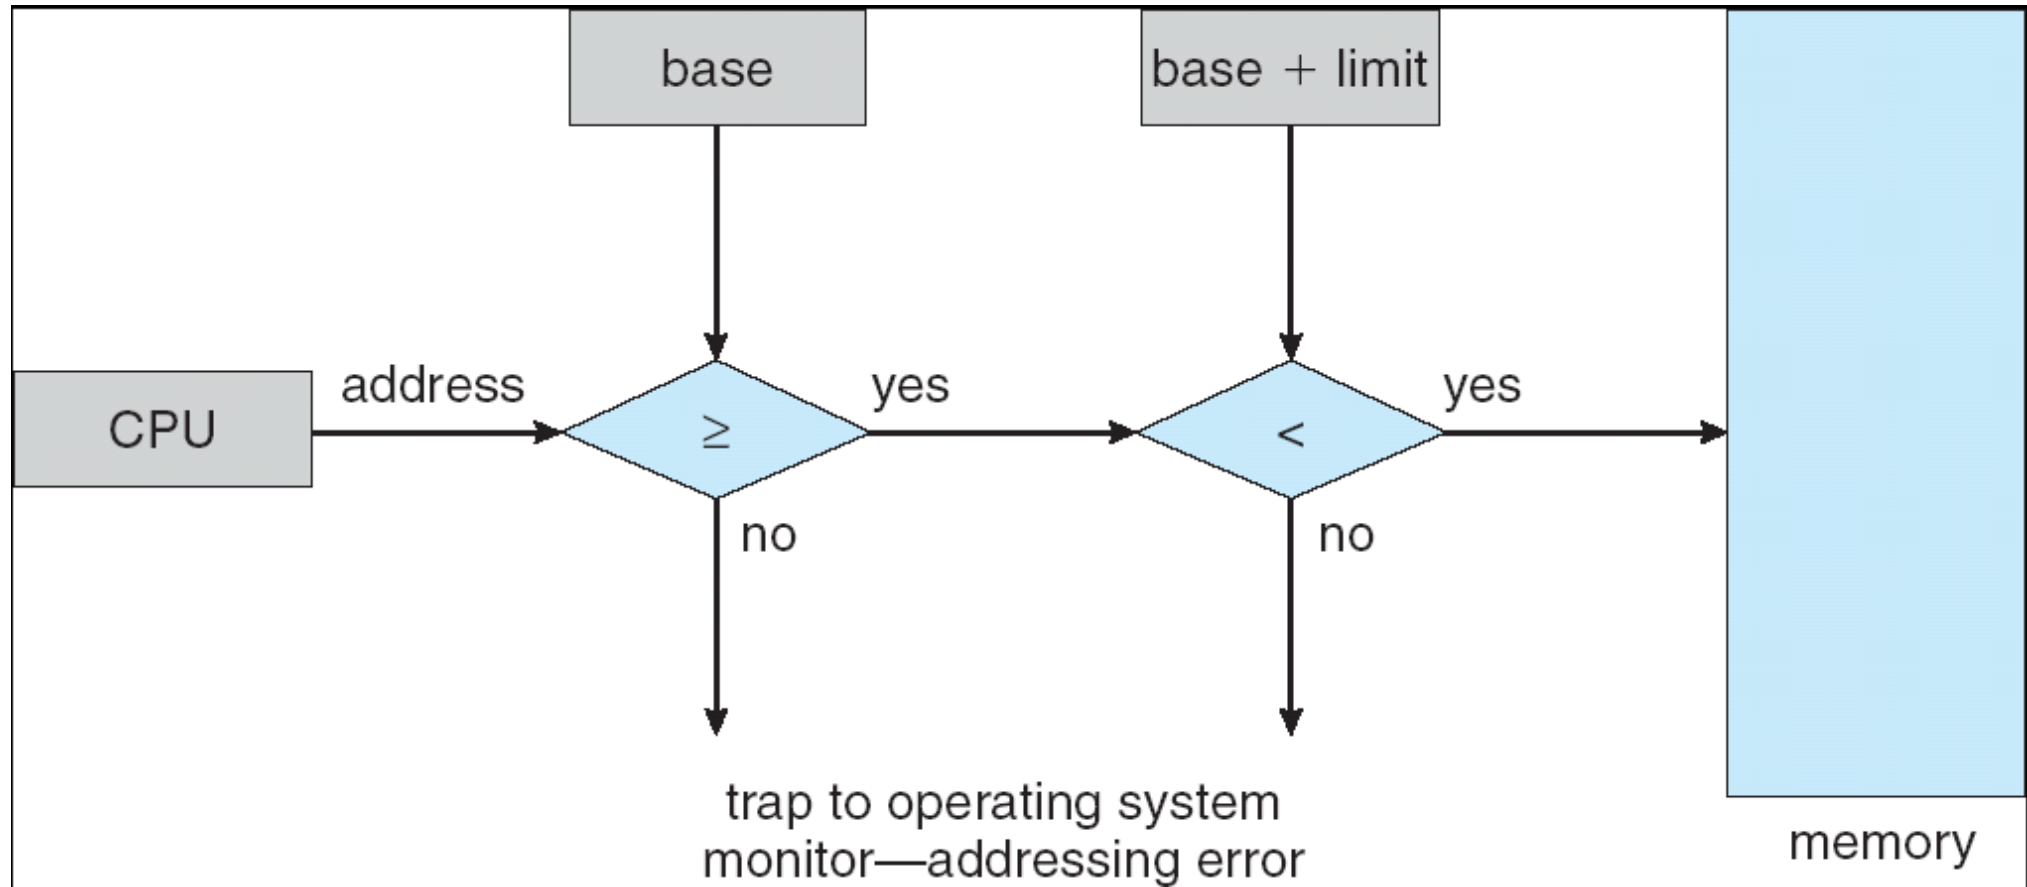 base
base + limit
CPU
address
≥
yes
<
yes
no
no
trap to operating system
monitor—addressing error
memory